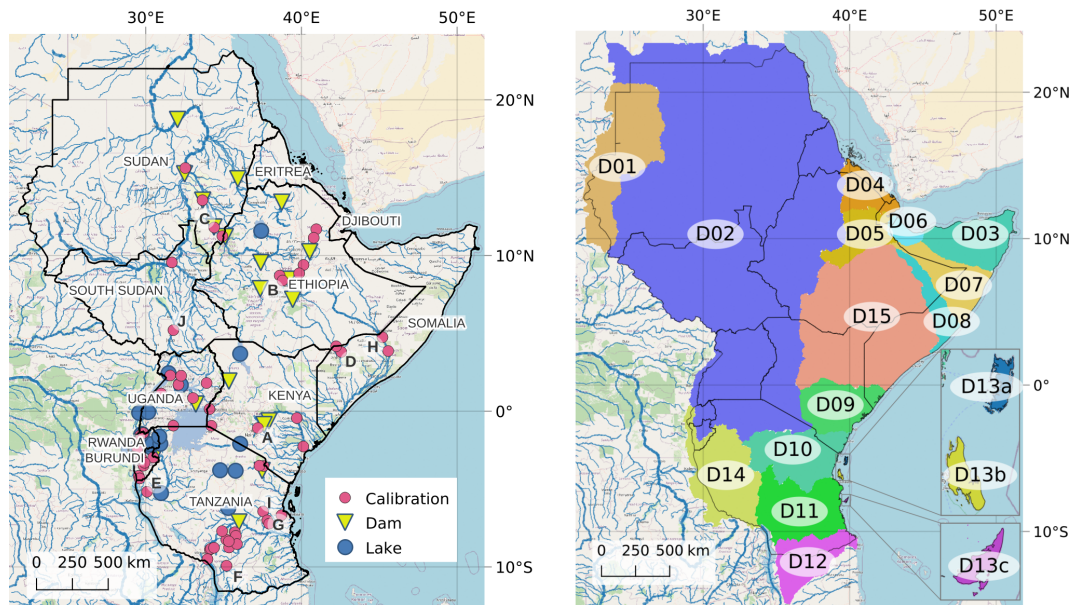 30°E
40°E
50°E
20°N
10°N
0°
10°S
SUDAN
ERITREA
C
DJIBOUTI
B
ETHIOPIA
SOUTH SUDAN
J
SOMALIA
H
D
UGANDA
KENYA
A
RWANDA
BURUNDI
E
TANZANIA
I
G
F
Calibration
Dam
Lake
0 250 500 km
30°E
40°E
50°E
20°N
10°N
0°
10°S
D01
D04
D06
D02
D05
D03
D07
D15
D08
D13a
D09
D10
D14
D13b
D11
D12
D13c
0 250 500 km